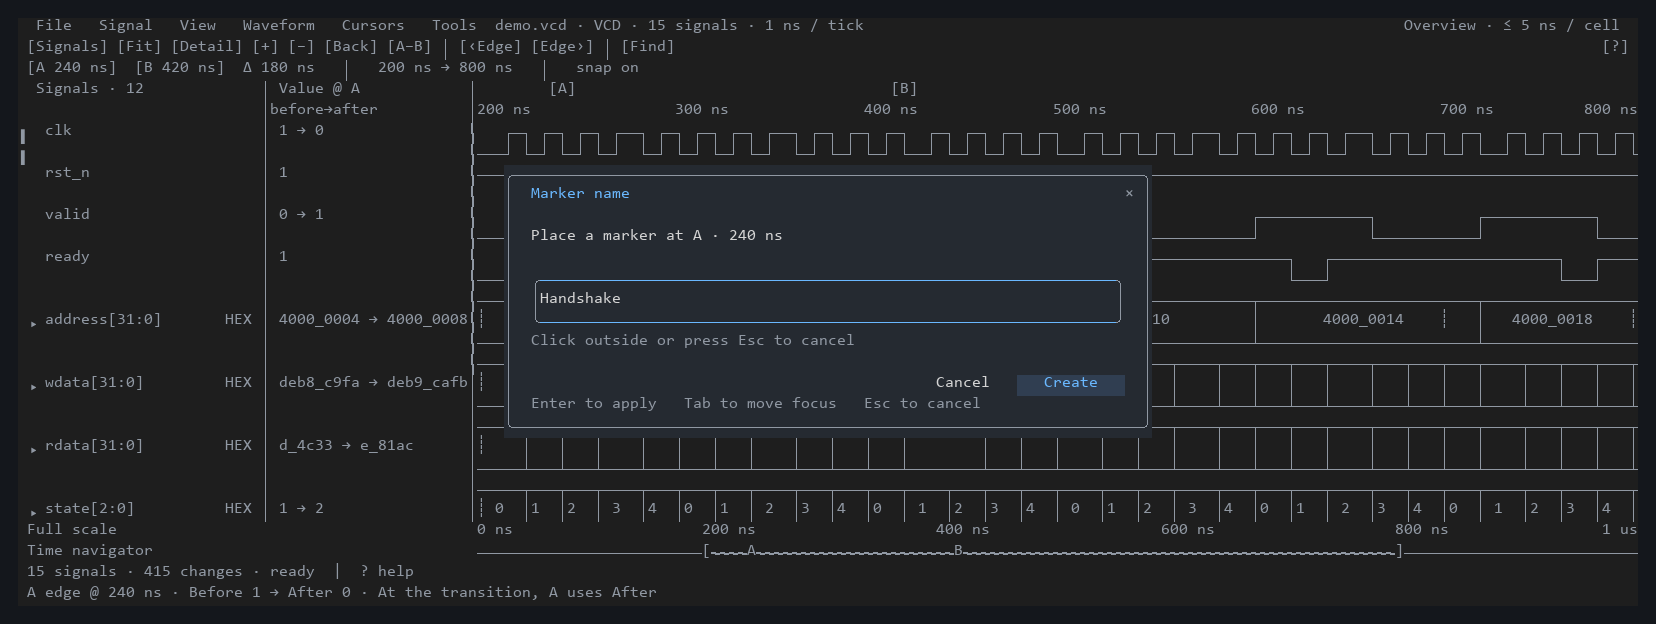 File   Signal   View   Waveform   Cursors   Tools  demo.vcd · VCD · 15 signals · 1 ns / tick   Overview · ≤ 5 ns / cell
[Signals] [Fit] [Detail] [+] [−] [Back] [A–B] │ [‹Edge] [Edge›] │ [Find]   [?]
[A 240 ns]  [B 420 ns]  Δ 180 ns   │   200 ns → 800 ns   │   snap on
Signals · 12   Value @ A   [A]   [B]
before→after   200 ns   300 ns   400 ns   500 ns   600 ns   700 ns   800 ns
clk   1 → 0
rst_n   1
Marker name   ×
valid   0 → 1
Place a marker at A · 240 ns
ready   1
Handshake
▸ address[31:0]   HEX   4000_0004 → 4000_0008   10   4000_0014   4000_0018
Click outside or press Esc to cancel
▸ wdata[31:0]   HEX   deb8_c9fa → deb9_cafb   Cancel   Create
Enter to apply   Tab to move focus   Esc to cancel
▸ rdata[31:0]   HEX   d_4c33 → e_81ac
▸ state[2:0]   HEX   1 → 2   0   1   2   3   4   0   1   2   3   4   0   1   2   3   4   0   1   2   3   4   0   1   2   3   4   0   1   2   3   4
Full scale   0 ns   200 ns   400 ns   600 ns   800 ns   1 us
Time navigator   [   A   B   ]
15 signals · 415 changes · ready  │  ? help
A edge @ 240 ns · Before 1 → After 0 · At the transition, A uses After